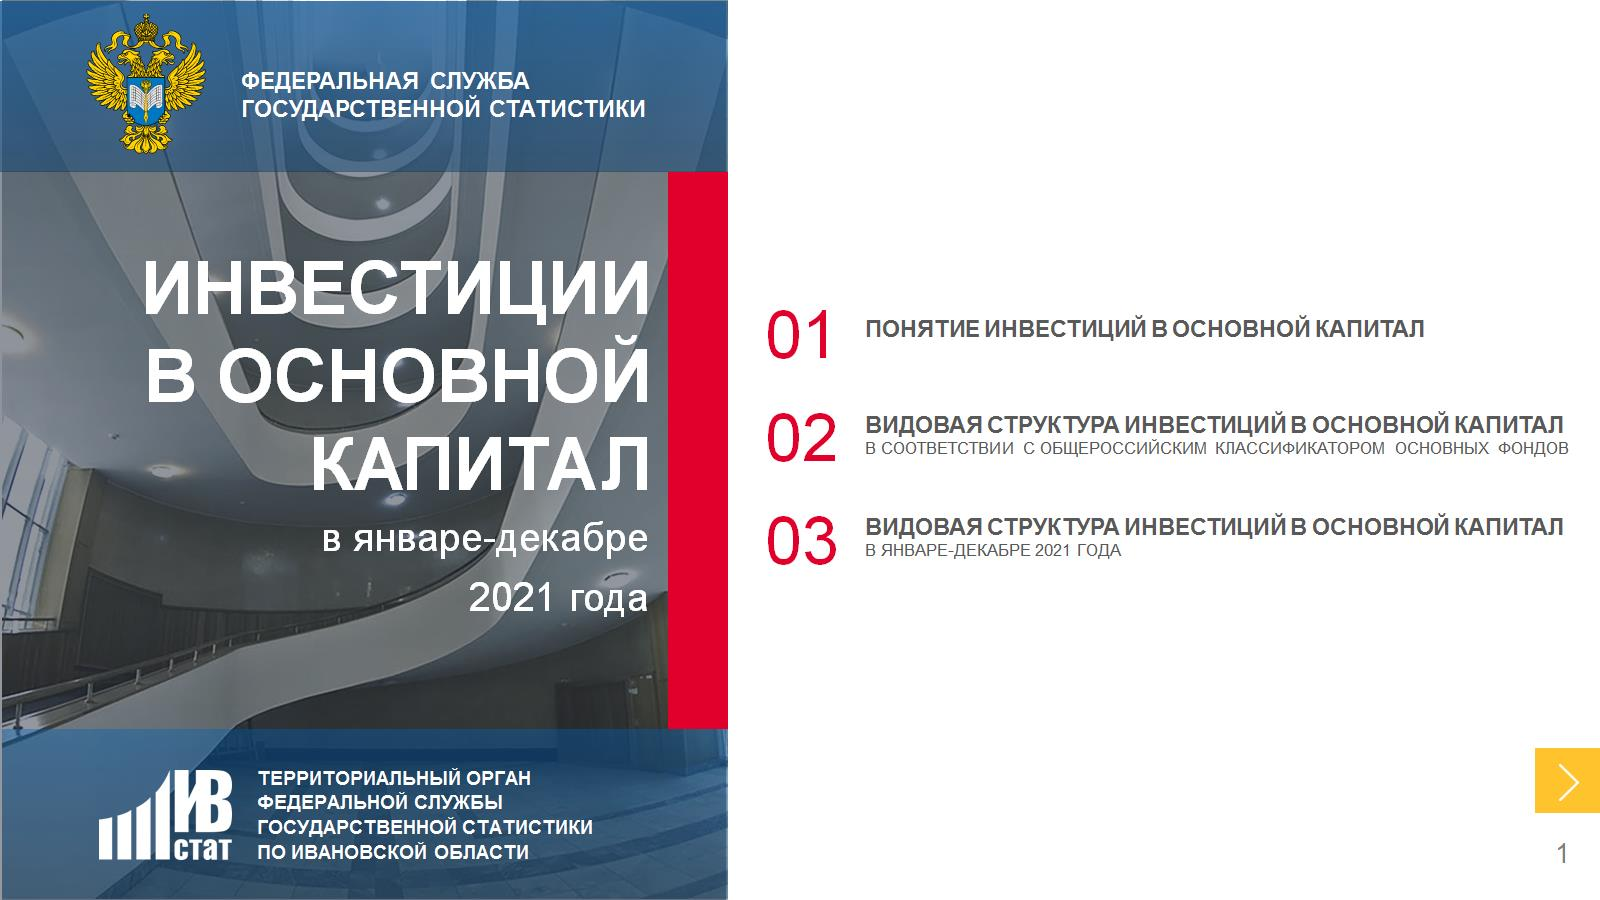 ФЕДЕРАЛЬНАЯ СЛУЖБА
ГОСУДАРСТВЕННОЙ СТАТИСТИКИ
ИНВЕСТИЦИИ
В ОСНОВНОЙ
КАПИТАЛ
в январе-декабре
2021 года
ИВ
стат
ТЕРРИТОРИАЛЬНЫЙ ОРГАН
ФЕДЕРАЛЬНОЙ СЛУЖБЫ
ГОСУДАРСТВЕННОЙ СТАТИСТИКИ
ПО ИВАНОВСКОЙ ОБЛАСТИ
01
ПОНЯТИЕ ИНВЕСТИЦИЙ В ОСНОВНОЙ КАПИТАЛ
02
ВИДОВАЯ СТРУКТУРА ИНВЕСТИЦИЙ В ОСНОВНОЙ КАПИТАЛ
В СООТВЕТСТВИИ С ОБЩЕРОССИЙСКИМ КЛАССИФИКАТОРОМ ОСНОВНЫХ ФОНДОВ
03
ВИДОВАЯ СТРУКТУРА ИНВЕСТИЦИЙ В ОСНОВНОЙ КАПИТАЛ
В ЯНВАРЕ-ДЕКАБРЕ 2021 ГОДА
1